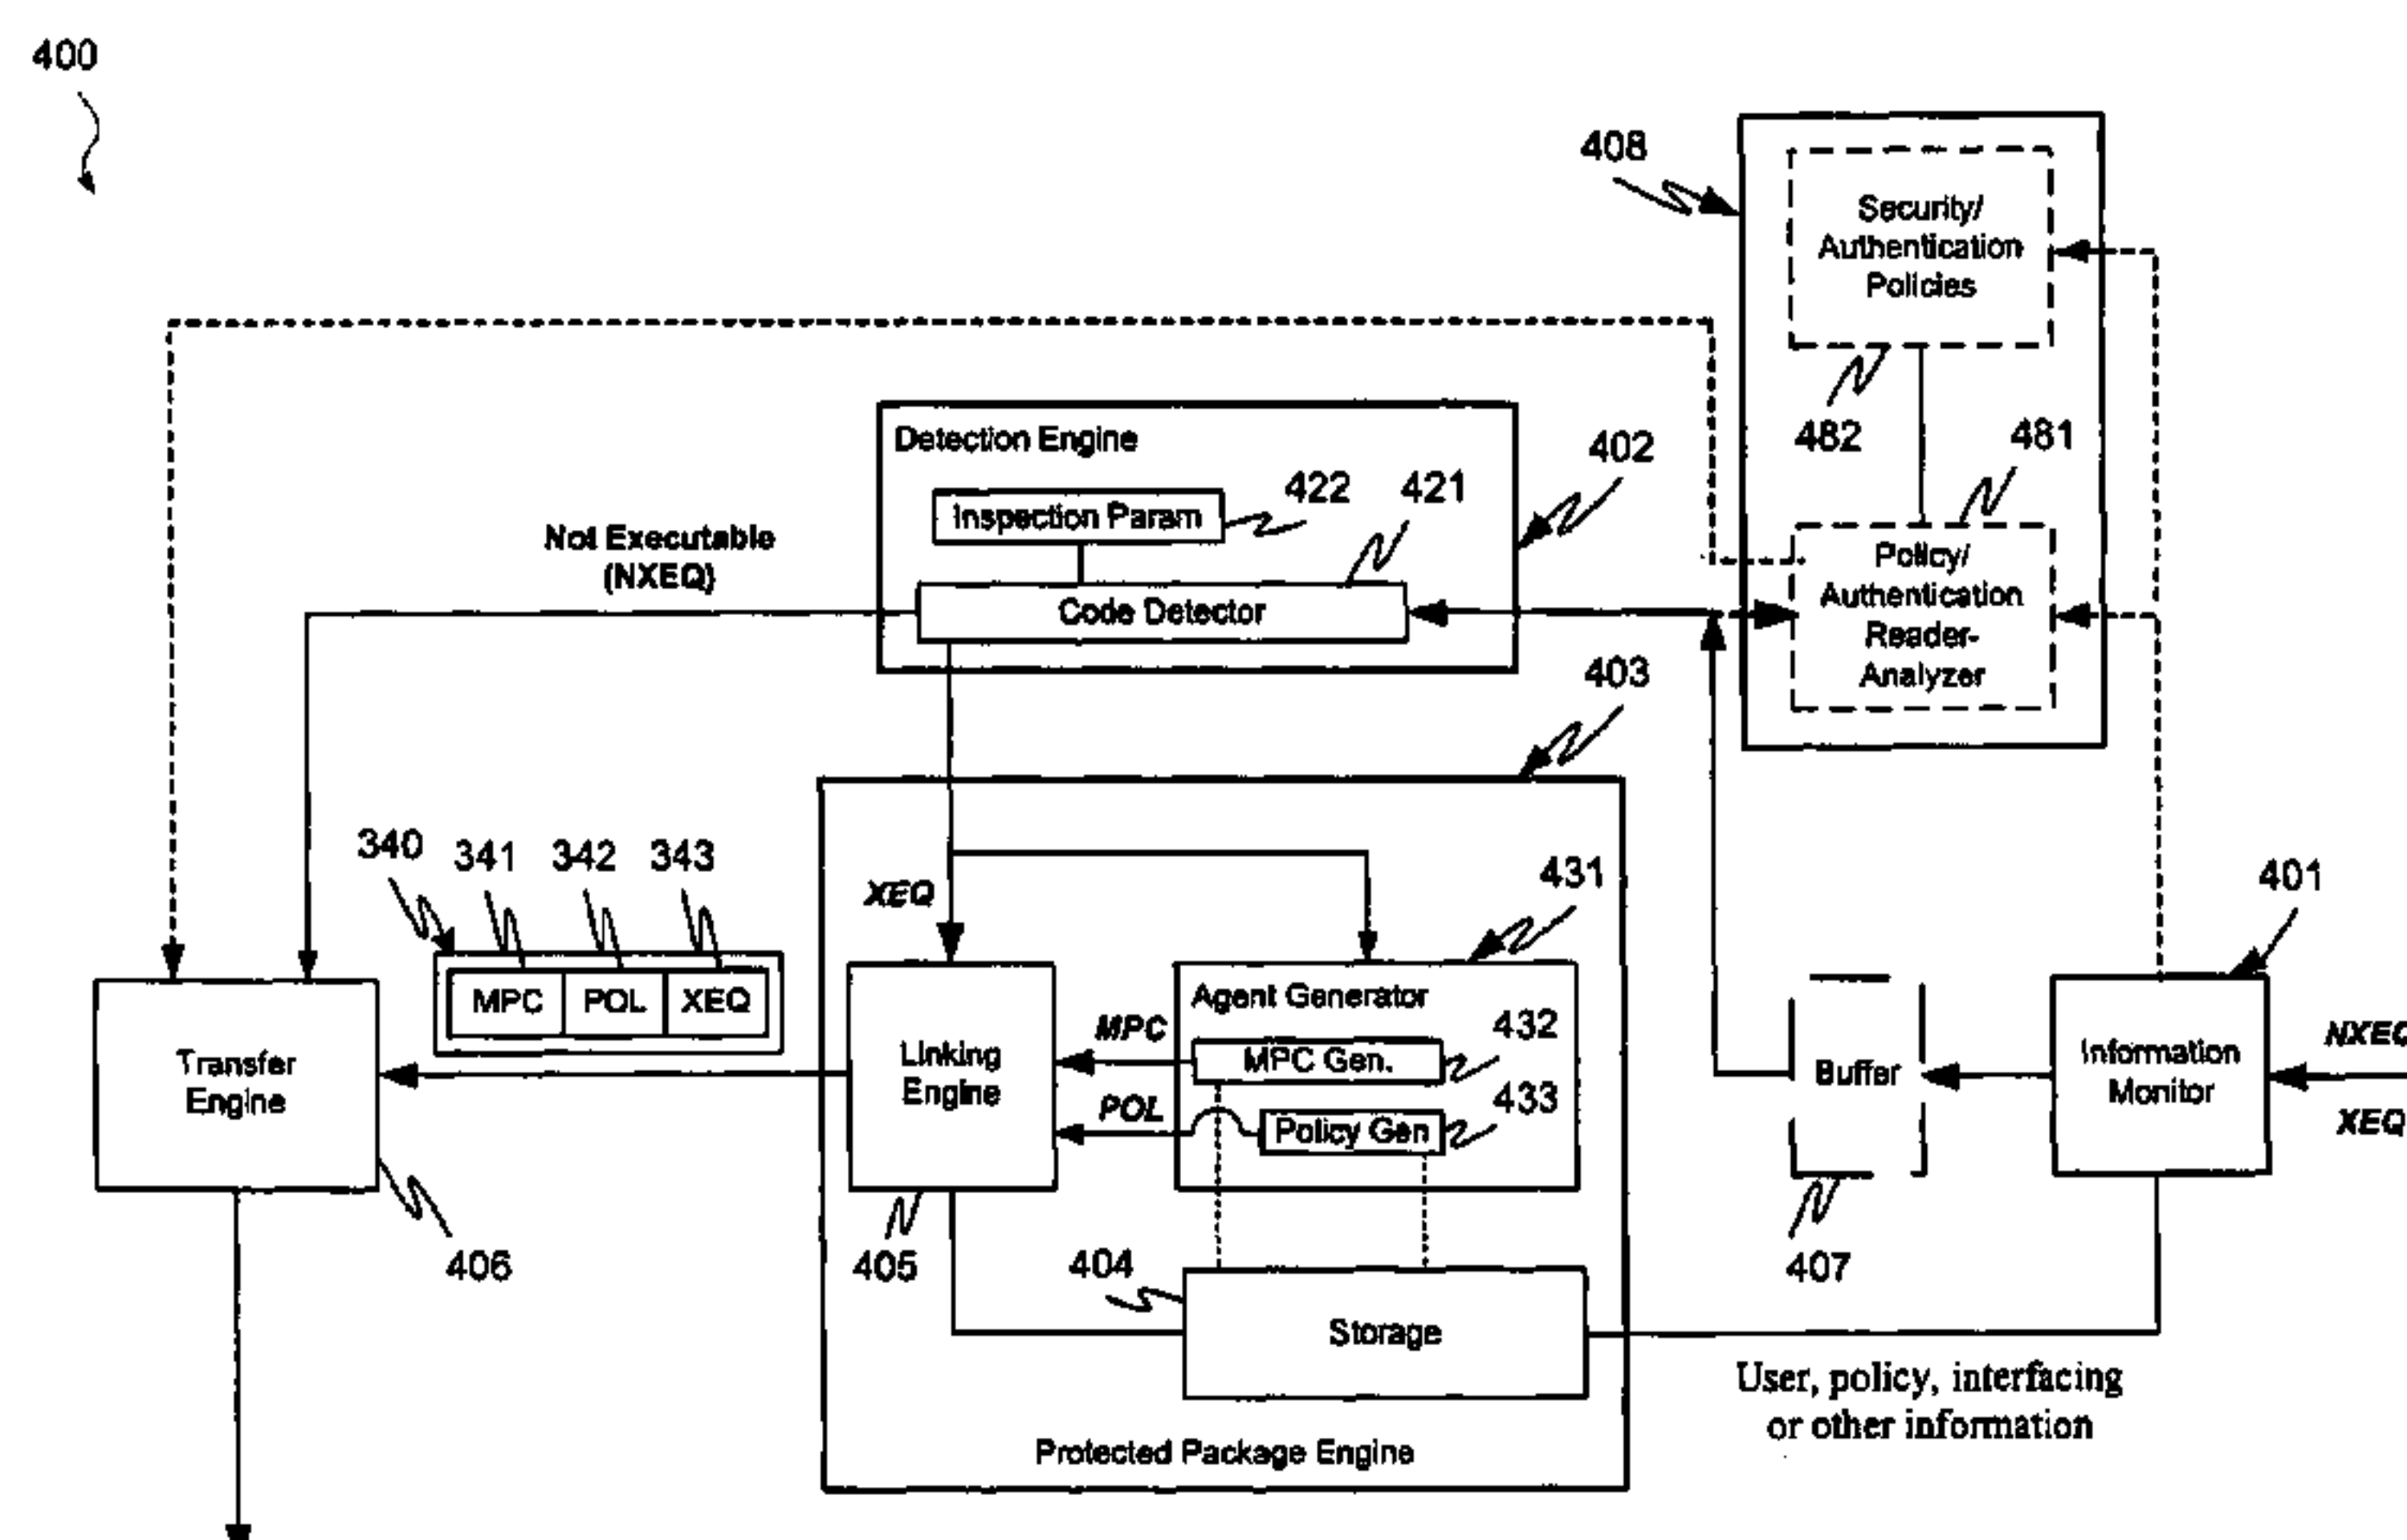 400
408
Security/
Authentication
Policies
482
481
Detection Engine
402
Inspection Param
422
421
Not Executable
(NXEQ)
Code Detector
Policy/
Authentication
Reader-
Analyzer
403
340
341
342
343
XEQ
431
401
MPC
POL
XEQ
Transfer
Engine
Linking
Engine
Agent Generator
MPC
MPC Gen.
432
POL
Policy Gen
433
Buffer
Information
Monitor
NXEQ
XEQ
406
405
404
407
Storage
User, policy, interfacing
or other information
Protected Package Engine